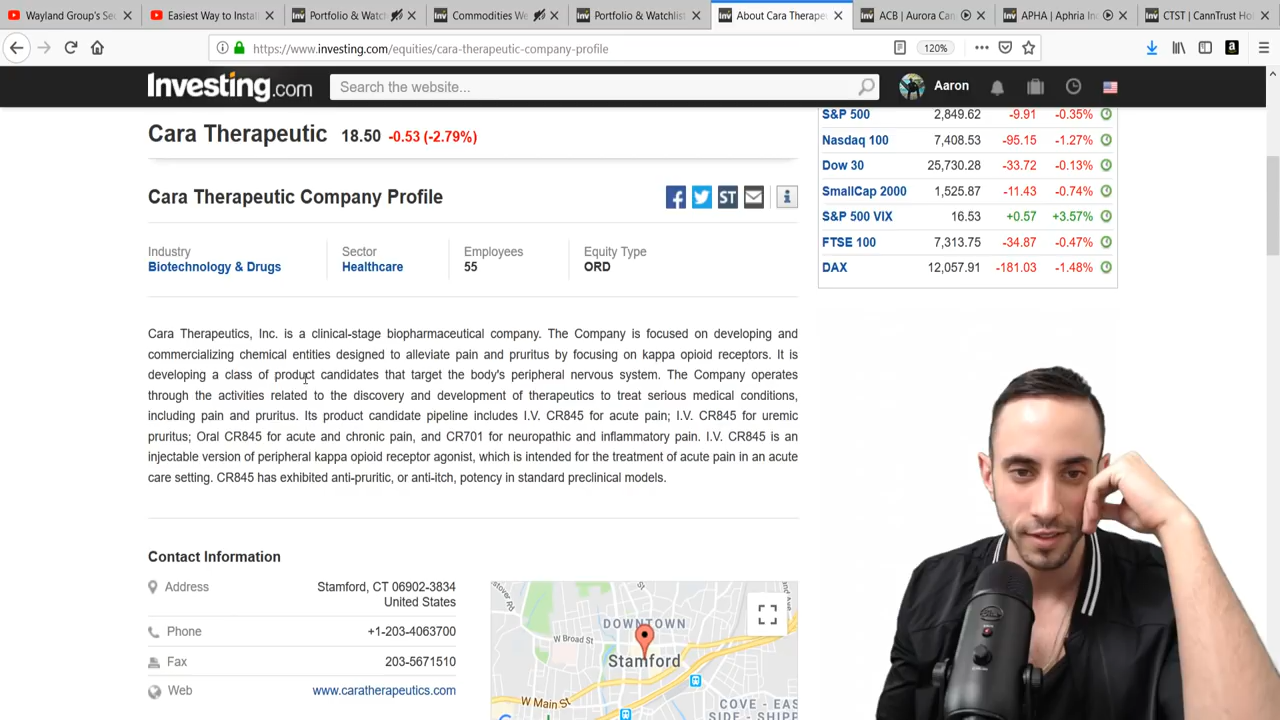 Wayland Group's Sec
Easiest Way to Install
Portfolio & Watch
Commodities We
Portfolio & Watchlist
About Cara Therape
ACB | Aurora Can
APHA | Aphria Inc
CTST | CannTrust Ho
https://www.investing.com/equities/cara-therapeutic-company-profile
120%
Investing.com
Search the website...
Aaron
Cara Therapeutic 18.50 -0.53 (-2.79%)
S&P 500 2,849.62 -9.91 -0.35%
Nasdaq 100 7,408.53 -95.15 -1.27%
Dow 30 25,730.28 -33.72 -0.13%
SmallCap 2000 1,525.87 -11.43 -0.74%
S&P 500 VIX 16.53 +0.57 +3.57%
FTSE 100 7,313.75 -34.87 -0.47%
DAX 12,057.91 -181.03 -1.48%
Cara Therapeutic Company Profile
ST
Industry Sector Employees Equity Type
Biotechnology & Drugs Healthcare 55 ORD
Cara Therapeutics, Inc. is a clinical-stage biopharmaceutical company. The Company is focused on developing and
commercializing chemical entities designed to alleviate pain and pruritus by focusing on kappa opioid receptors. It is
developing a class of product candidates that target the body's peripheral nervous system. The Company operates
through the activities related to the discovery and development of therapeutics to treat serious medical conditions,
including pain and pruritus. Its product candidate pipeline includes I.V. CR845 for acute pain; I.V. CR845 for uremic
pruritus; Oral CR845 for acute and chronic pain, and CR701 for neuropathic and inflammatory pain. I.V. CR845 is an
injectable version of peripheral kappa opioid receptor agonist, which is intended for the treatment of acute pain in an acute
care setting. CR845 has exhibited anti-pruritic, or anti-itch, potency in standard preclinical models.
Contact Information
Address Stamford, CT 06902-3834
United States
Phone +1-203-4063700
Fax 203-5671510
Web www.caratherapeutics.com
DOWNTOWN
W Broad St
Stamford
W Main St
COVE - EAS
SIDE - SHIPP